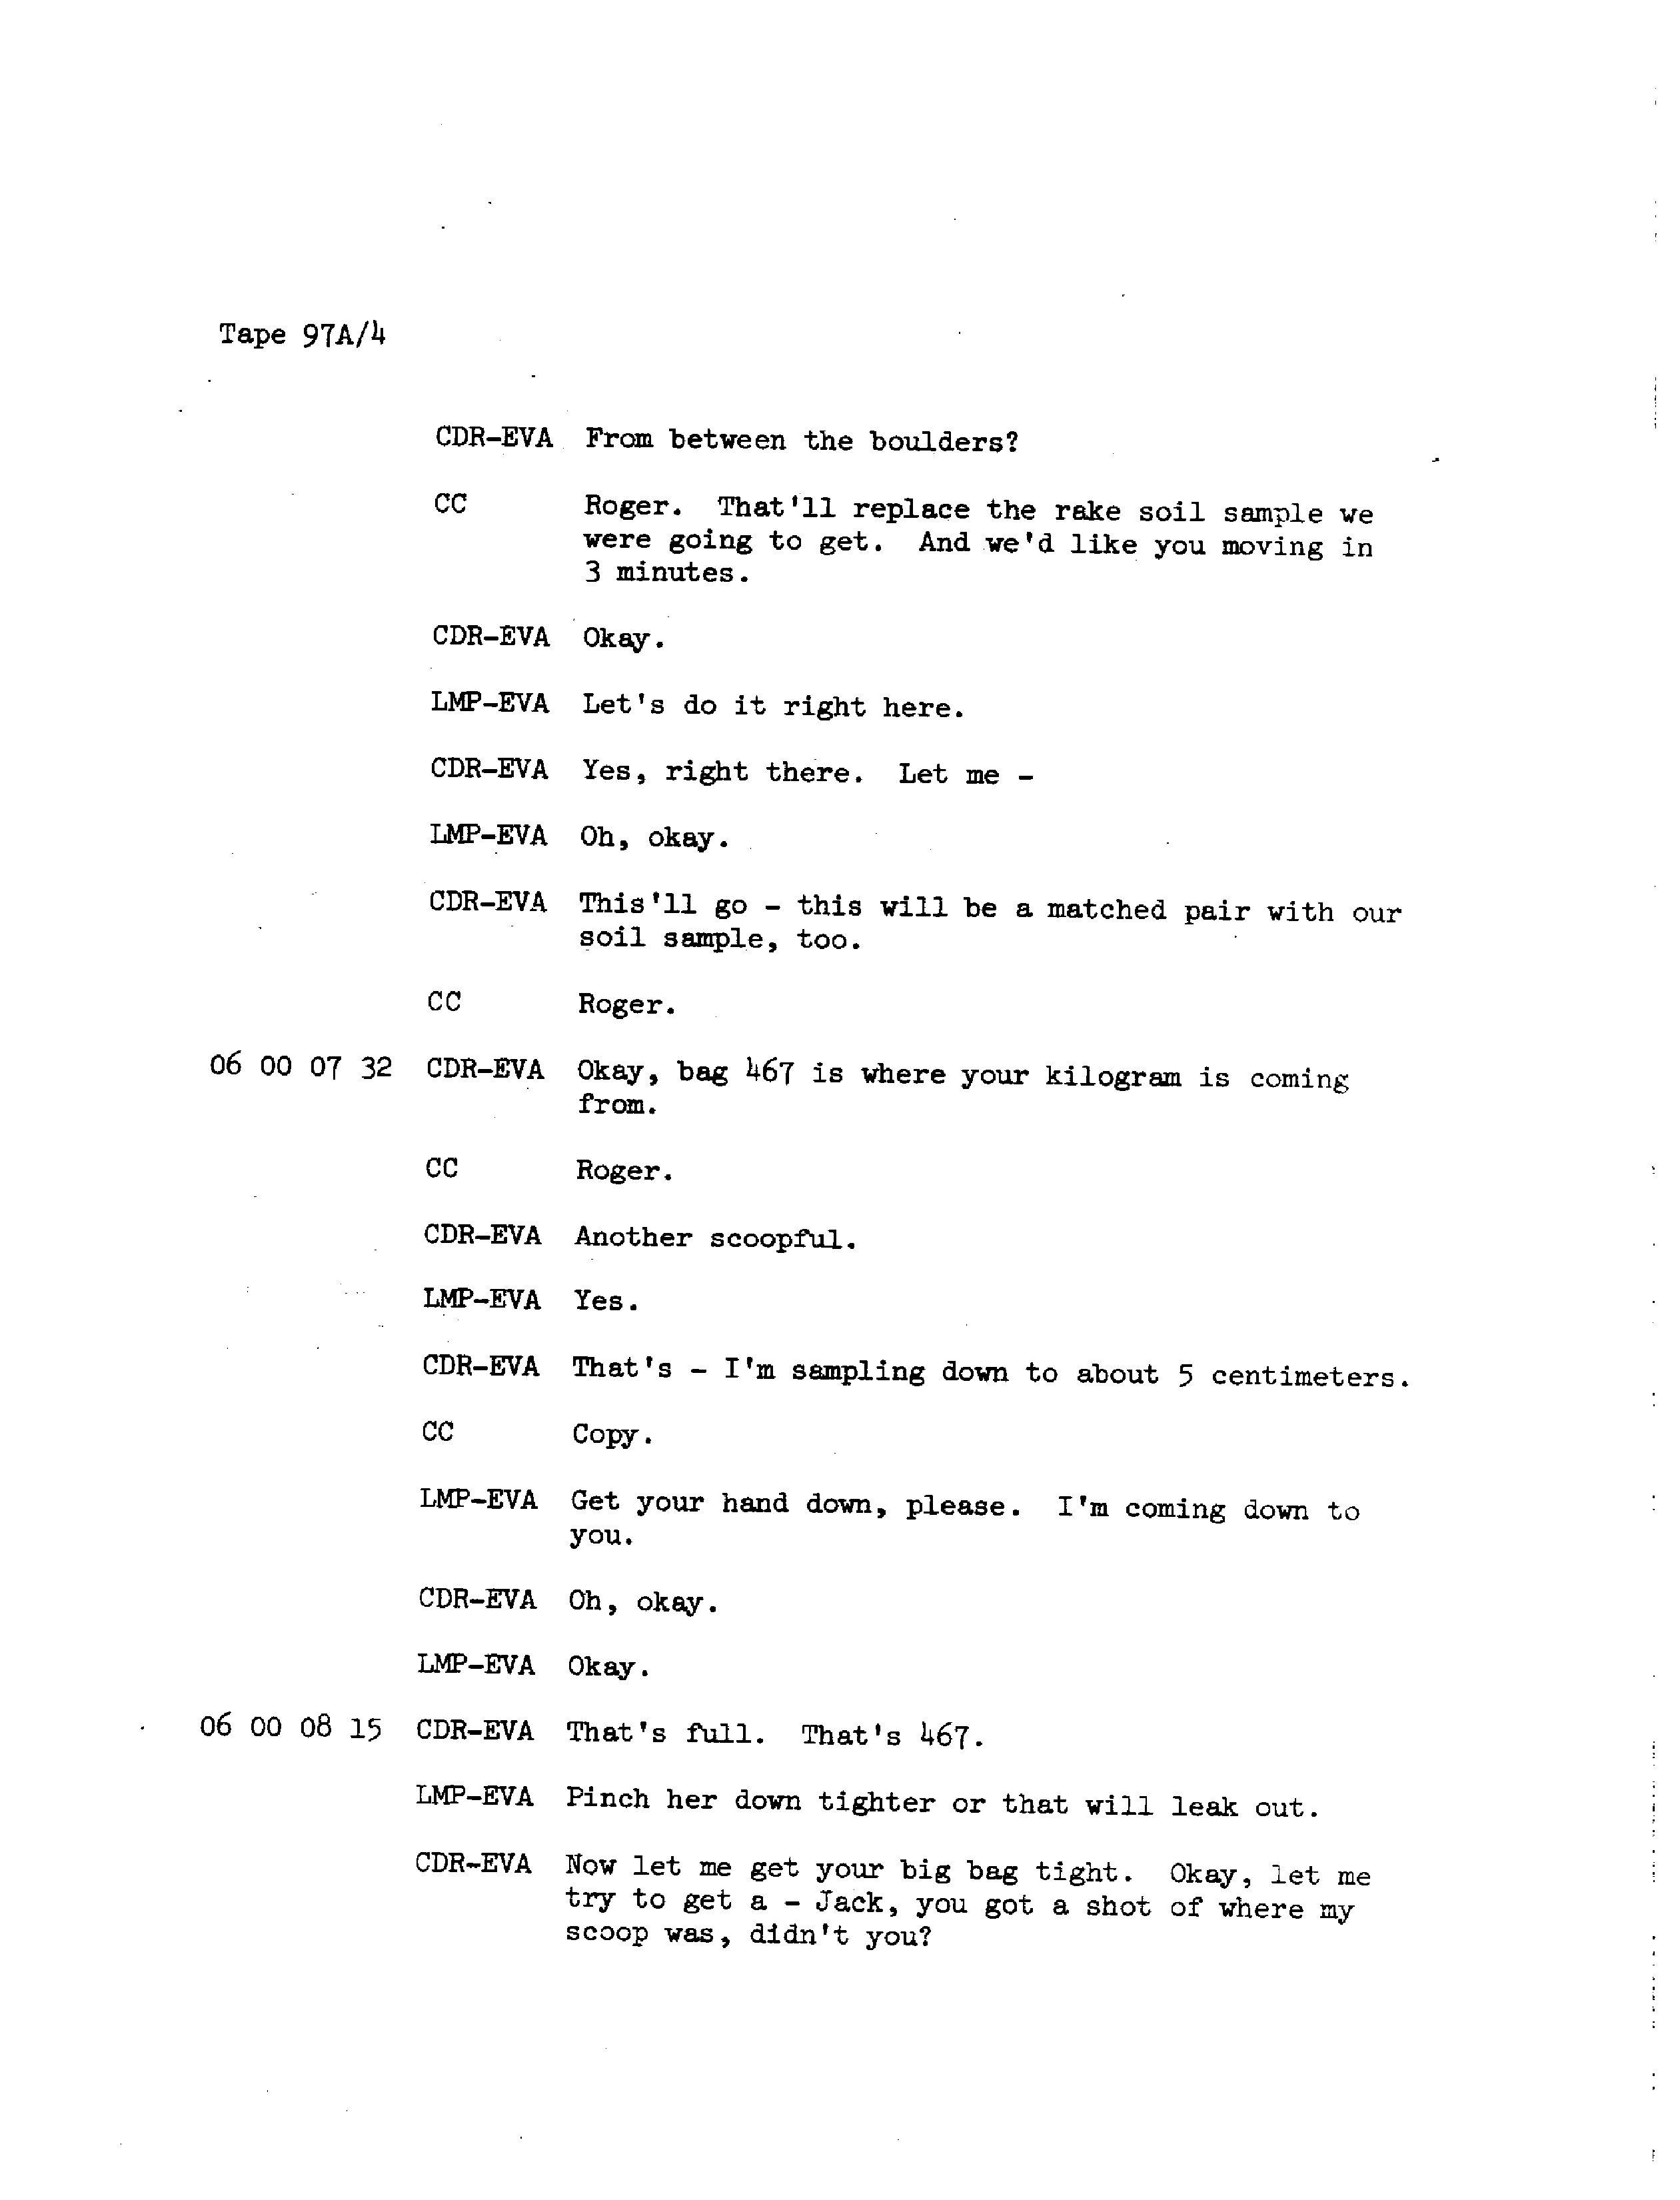 Tape 97A/4
CDR-EVA From between the boulders?
CC Roger. That'll replace the rake soil sample we
were going to get. And we'd like you moving in
3 minutes.
CDR-EVA Okay.
LMP-EVA Let's do it right here.
CDR-EVA Yes, right there. Let me -
LMP-EVA Oh, okay.
CDR-EVA This'll go - this will be a matched pair with our
soil sample, too.
CC Roger.
06 00 07 32 CDR-EVA Okay, bag 467 is where your kilogram is coming
from.
CC Roger.
CDR-EVA Another scoopful.
LMP-EVA Yes.
CDR-EVA That's - I'm sampling down to about 5 centimeters.
CC Copy.
LMP-EVA Get your hand down, please. I'm coming down to
you.
CDR-EVA Oh, okay.
LMP-EVA Okay.
06 00 08 15 CDR-EVA That's full. That's 467.
LMP-EVA Pinch her down tighter or that will leak out.
CDR-EVA Now let me get your big bag tight. Okay, let me
try to get a - Jack, you got a shot of where my
scoop was, didn't you?